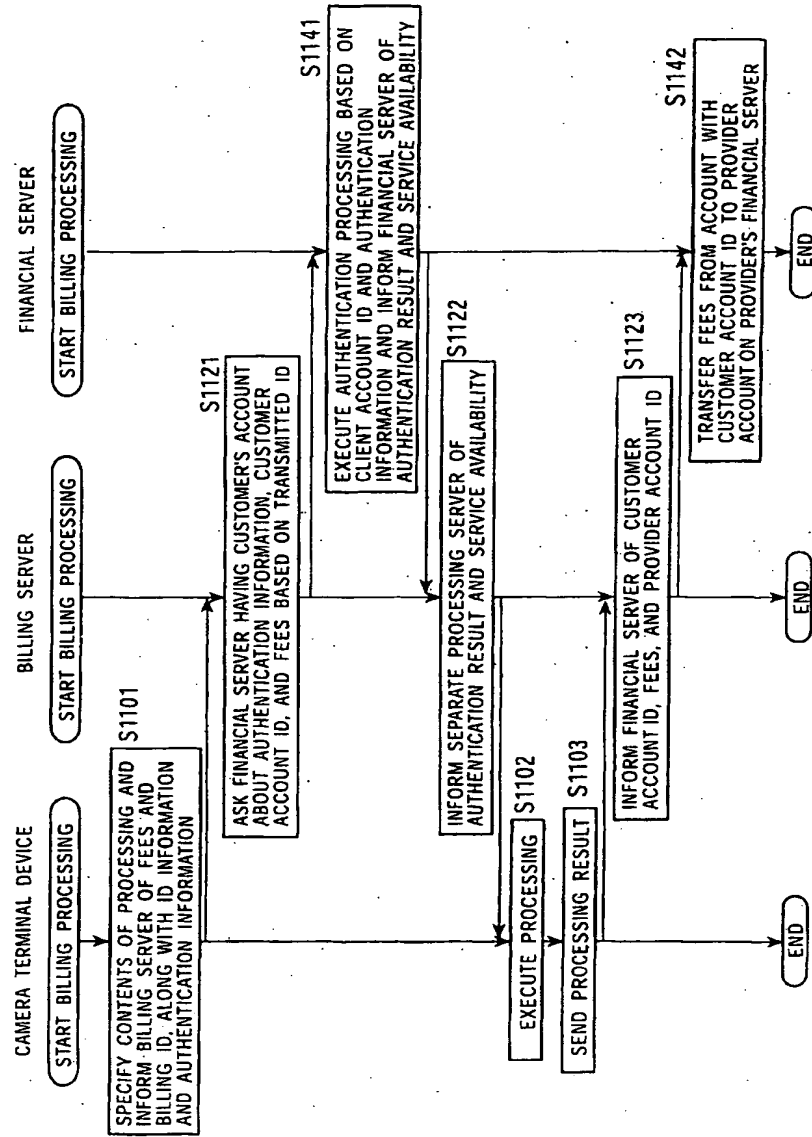 CAMERA TERMINAL DEVICE
START BILLING PROCESSING
S1101
SPECIFY CONTENTS OF PROCESSING AND
INFORM BILLING SERVER OF FEES AND
BILLING ID, ALONG WITH ID INFORMATION
AND AUTHENTICATION INFORMATION
S1102
EXECUTE PROCESSING
S1103
SEND PROCESSING RESULT
END
BILLING SERVER
START BILLING PROCESSING
S1121
ASK FINANCIAL SERVER HAVING CUSTOMER'S ACCOUNT
ABOUT AUTHENTICATION INFORMATION, CUSTOMER
ACCOUNT ID, AND FEES BASED ON TRANSMITTED ID
S1122
INFORM SEPARATE PROCESSING SERVER OF
AUTHENTICATION RESULT AND SERVICE AVAILABILITY
S1123
INFORM FINANCIAL SERVER OF CUSTOMER
ACCOUNT ID, FEES, AND PROVIDER ACCOUNT ID
END
FINANCIAL SERVER
START BILLING PROCESSING
S1141
EXECUTE AUTHENTICATION PROCESSING BASED ON
CLIENT ACCOUNT ID AND AUTHENTICATION
INFORMATION AND INFORM FINANCIAL SERVER OF
AUTHENTICATION RESULT AND SERVICE AVAILABILITY
S1142
TRANSFER FEES FROM ACCOUNT WITH
CUSTOMER ACCOUNT ID TO PROVIDER
ACCOUNT ON PROVIDER'S FINANCIAL SERVER
END